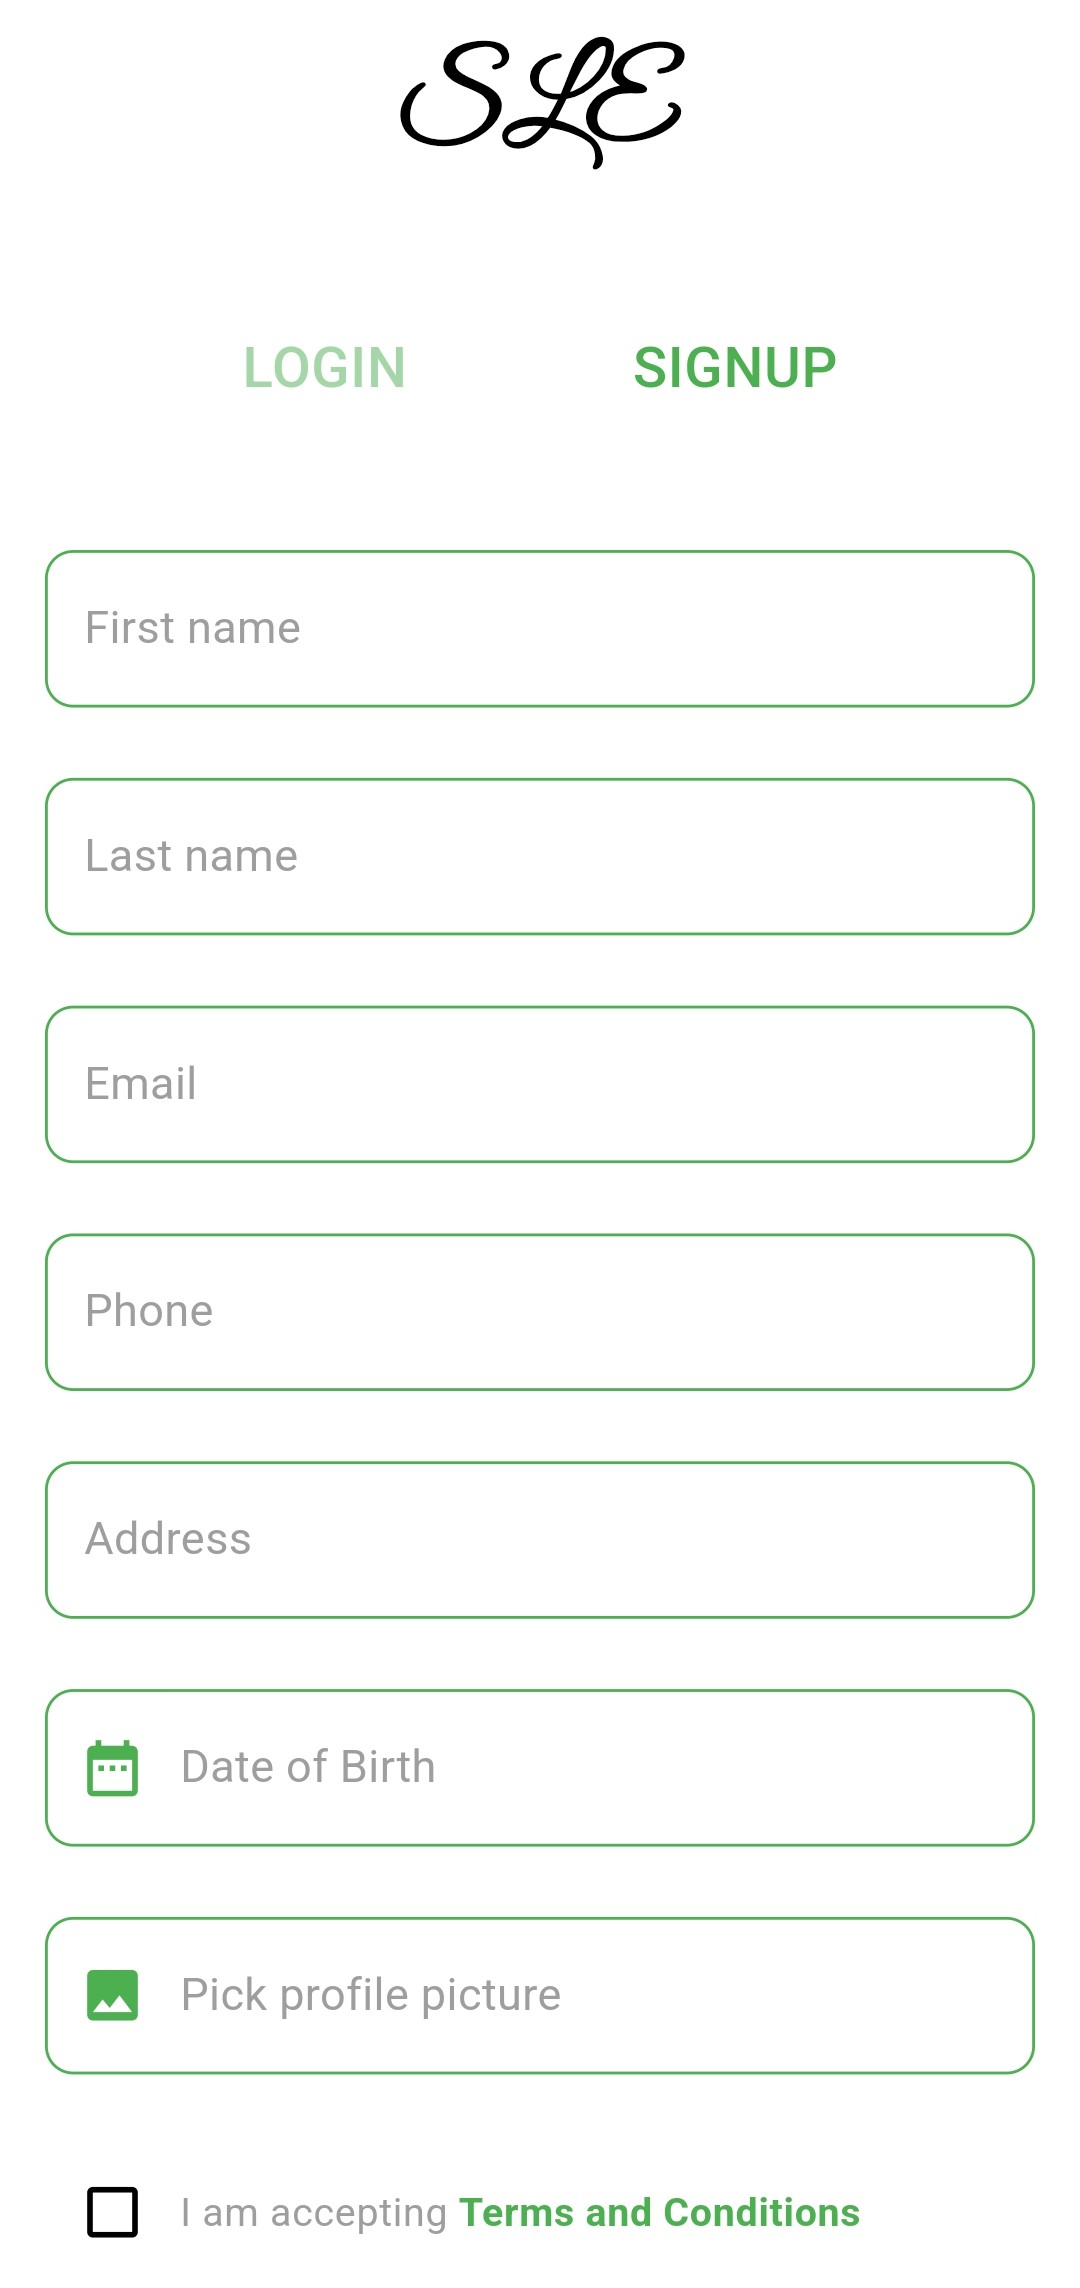 SLE
LOGIN SIGNUP
First name
Last name
Email
Phone
Address
Date of Birth
Pick profile picture
I am accepting Terms and Conditions